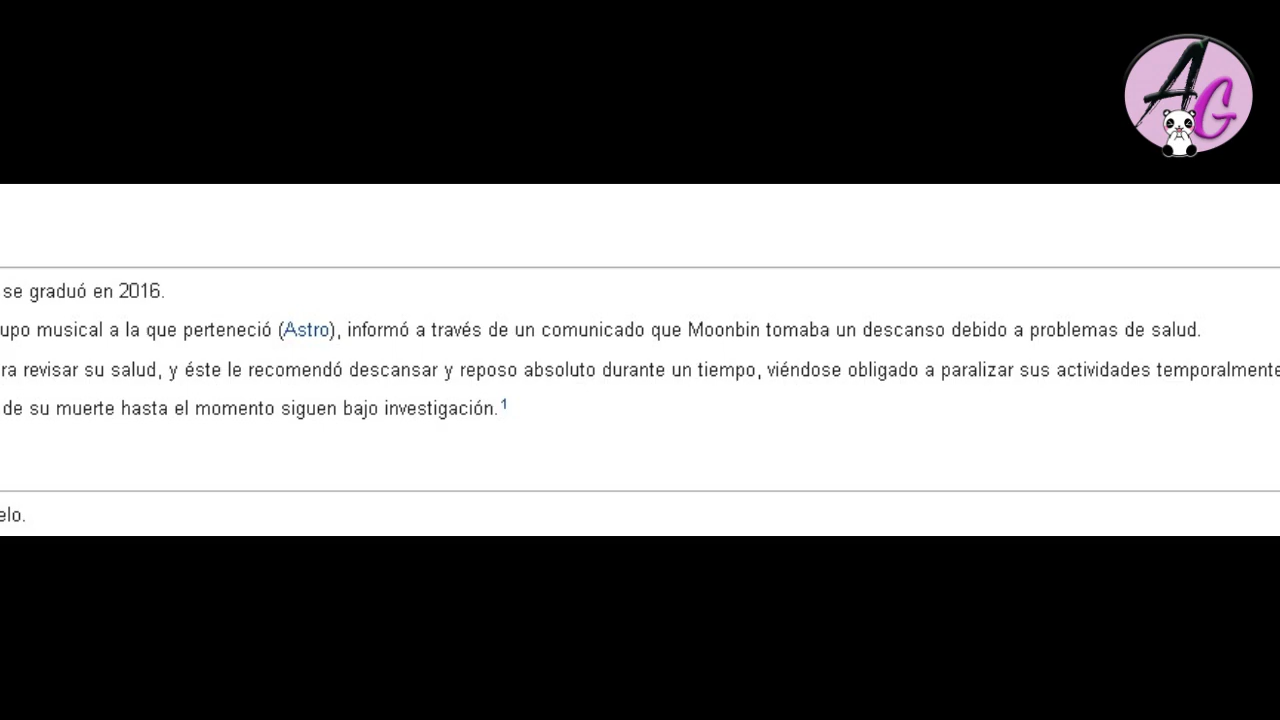 AG
se graduó en 2016.
upo musical a la que perteneció (Astro), informó a través de un comunicado que Moonbin tomaba un descanso debido a problemas de salud.
ra revisar su salud, y éste le recomendó descansar y reposo absoluto durante un tiempo, viéndose obligado a paralizar sus actividades temporalmente
de su muerte hasta el momento siguen bajo investigación.1
elo.